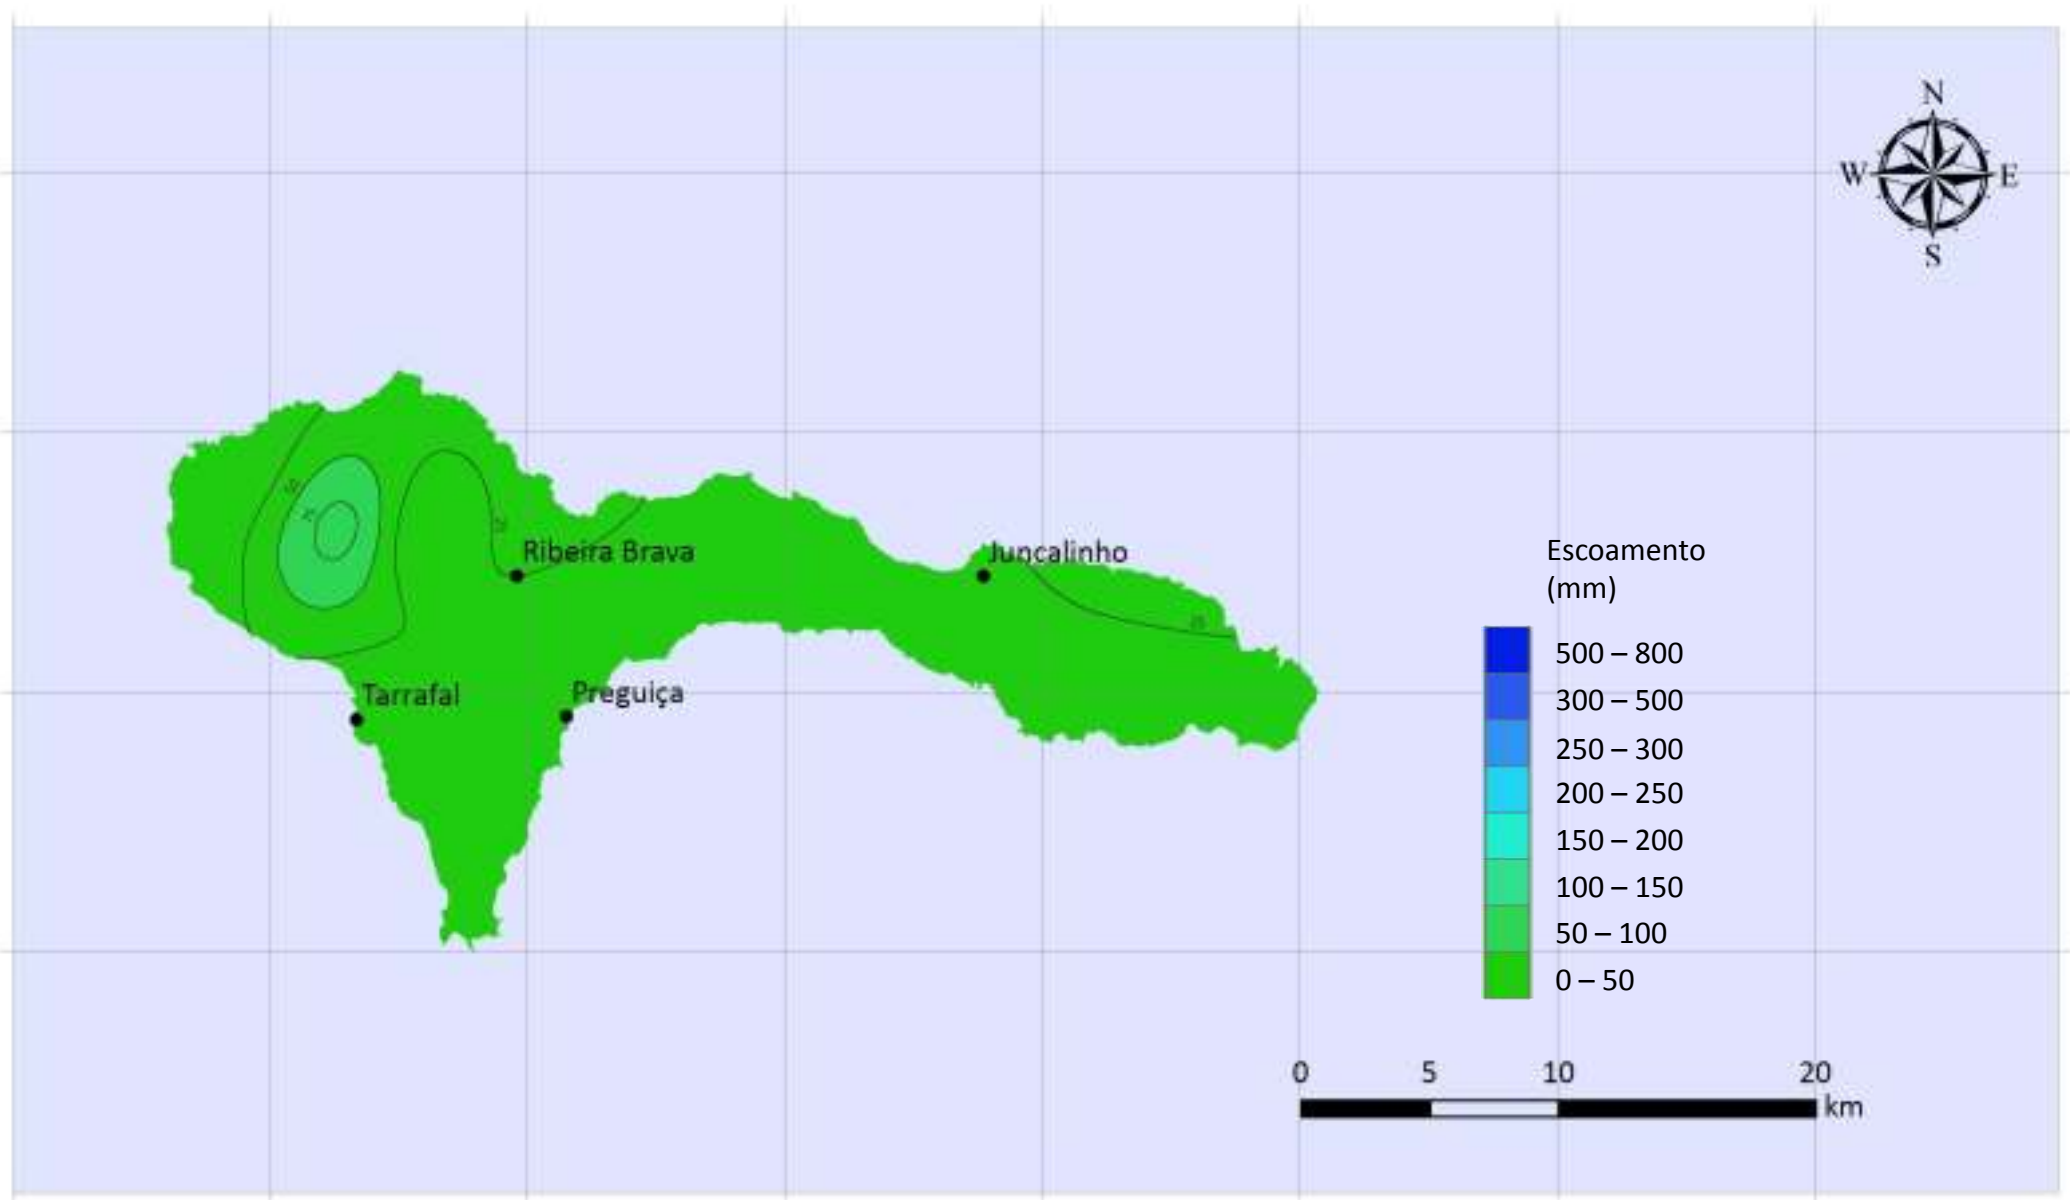 N
W
E
S
Ribeira Brava
Juncalinho
Tarrafal
Preguiça
Escoamento
(mm)
500 – 800
300 – 500
250 – 300
200 – 250
150 – 200
100 – 150
50 – 100
0 – 50
0 5 10 20
km